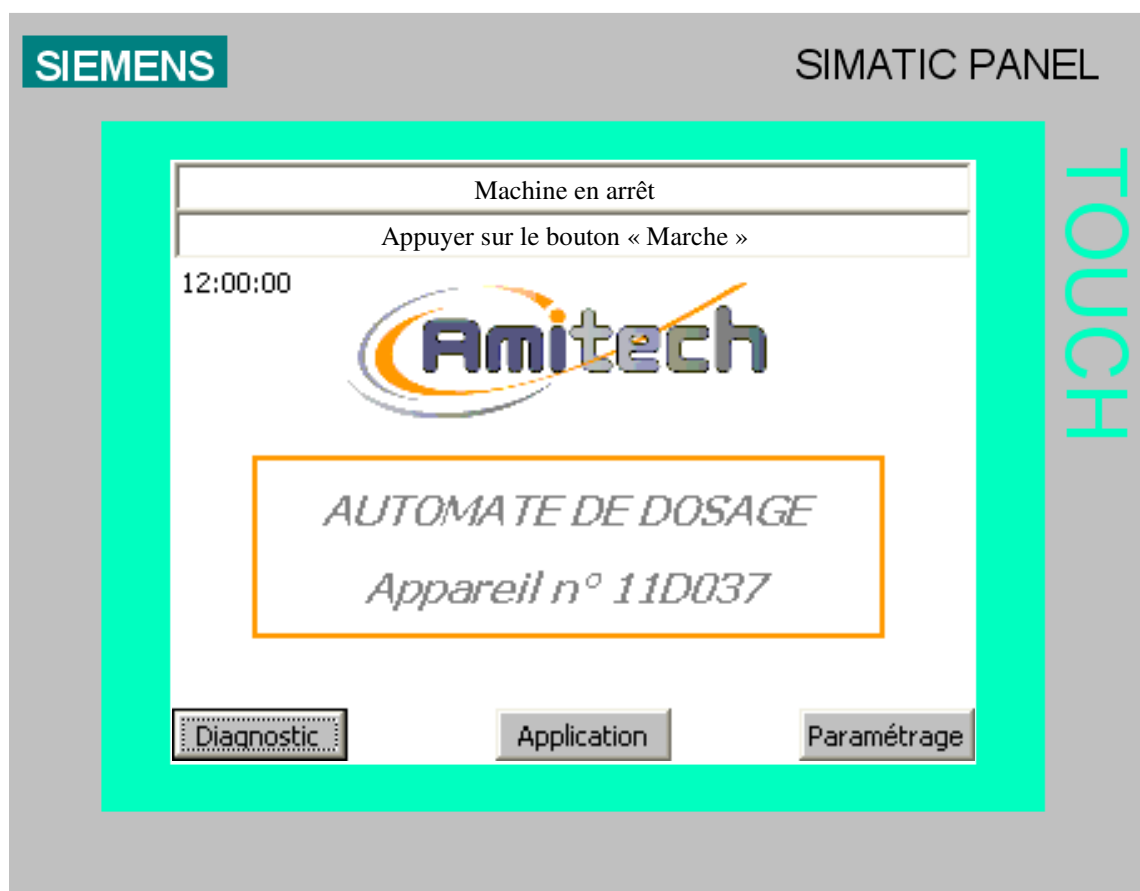 SIEMENS
SIMATIC PANEL
TOUCH
Machine en arrêt
Appuyer sur le bouton « Marche »
12:00:00
Amitech
AUTOMATE DE DOSAGE
Appareil n° 11D037
Diagnostic
Application
Paramétrage